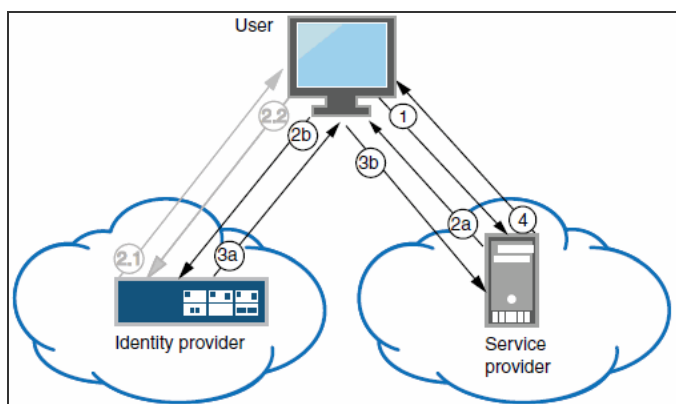 User
2.2
1
2b
3b
2.1
3a
2a
4
Identity provider
Service
provider